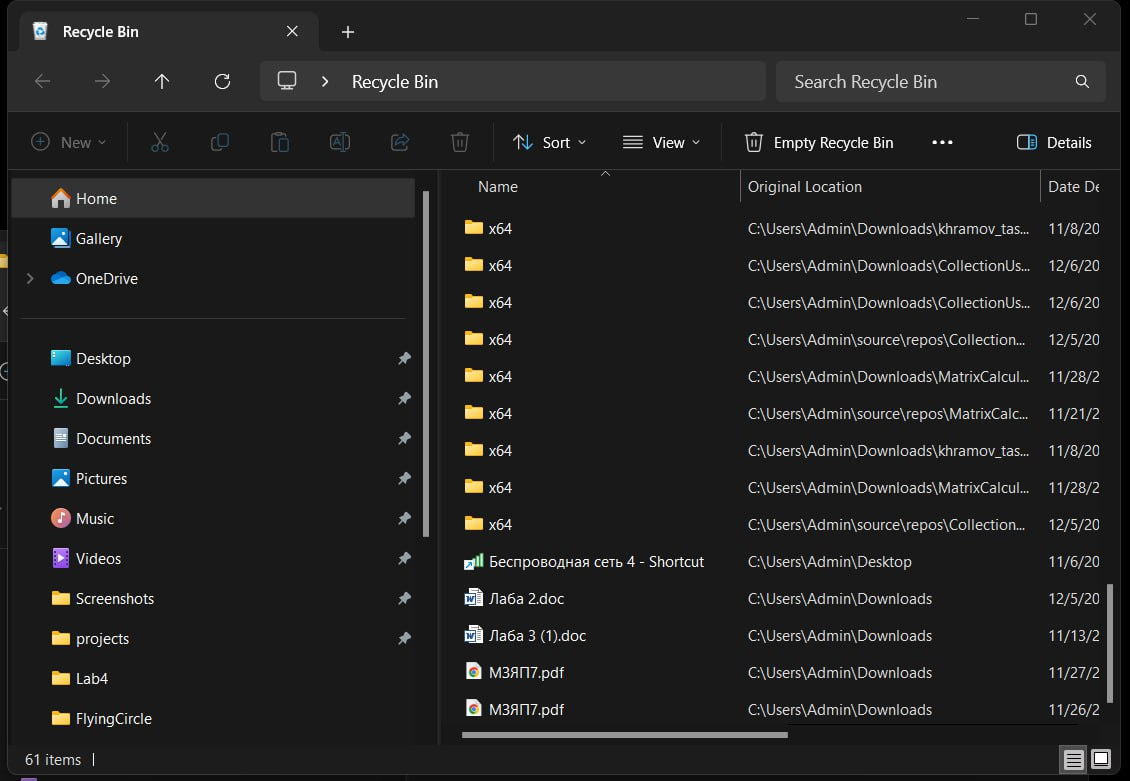 Recycle Bin
Recycle Bin
Search Recycle Bin
New
Sort
View
Empty Recycle Bin
Details
Home
Gallery
OneDrive
Desktop
Downloads
Documents
Pictures
Music
Videos
Screenshots
projects
Lab4
FlyingCircle
Name Original Location Date De
x64 C:\Users\Admin\Downloads\khramov_tas... 11/8/20
x64 C:\Users\Admin\Downloads\CollectionUs... 12/6/20
x64 C:\Users\Admin\Downloads\CollectionUs... 12/6/20
x64 C:\Users\Admin\source\repos\Collection... 12/5/20
x64 C:\Users\Admin\Downloads\MatrixCalcul... 11/28/2
x64 C:\Users\Admin\source\repos\MatrixCalc... 11/21/2
x64 C:\Users\Admin\Downloads\khramov_tas... 11/8/20
x64 C:\Users\Admin\Downloads\MatrixCalcul... 11/28/2
x64 C:\Users\Admin\source\repos\Collection... 12/5/20
Беспроводная сеть 4 - Shortcut C:\Users\Admin\Desktop 11/6/20
Лаба 2.doc C:\Users\Admin\Downloads 12/5/20
Лаба 3 (1).doc C:\Users\Admin\Downloads 11/13/2
МЗЯП7.pdf C:\Users\Admin\Downloads 11/27/2
МЗЯП7.pdf C:\Users\Admin\Downloads 11/26/2
61 items